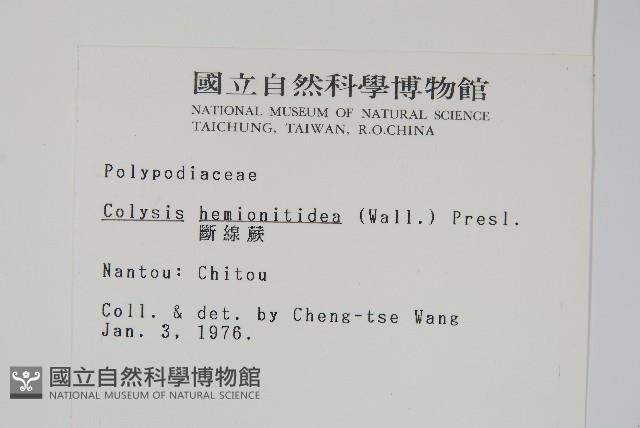 國立自然科學博物館
NATIONAL MUSEUM OF NATURAL SCIENCE
TAICHUNG, TAIWAN, R.O.CHINA
Polypodiaceae
Colysis hemionitidea (Wall.) Presl.
斷線蕨
Nantou: Chitou
Coll. & det. by Cheng-tse Wang
Jan. 3, 1976.
國立自然科學博物館
NATIONAL MUSEUM OF NATURAL SCIENCE